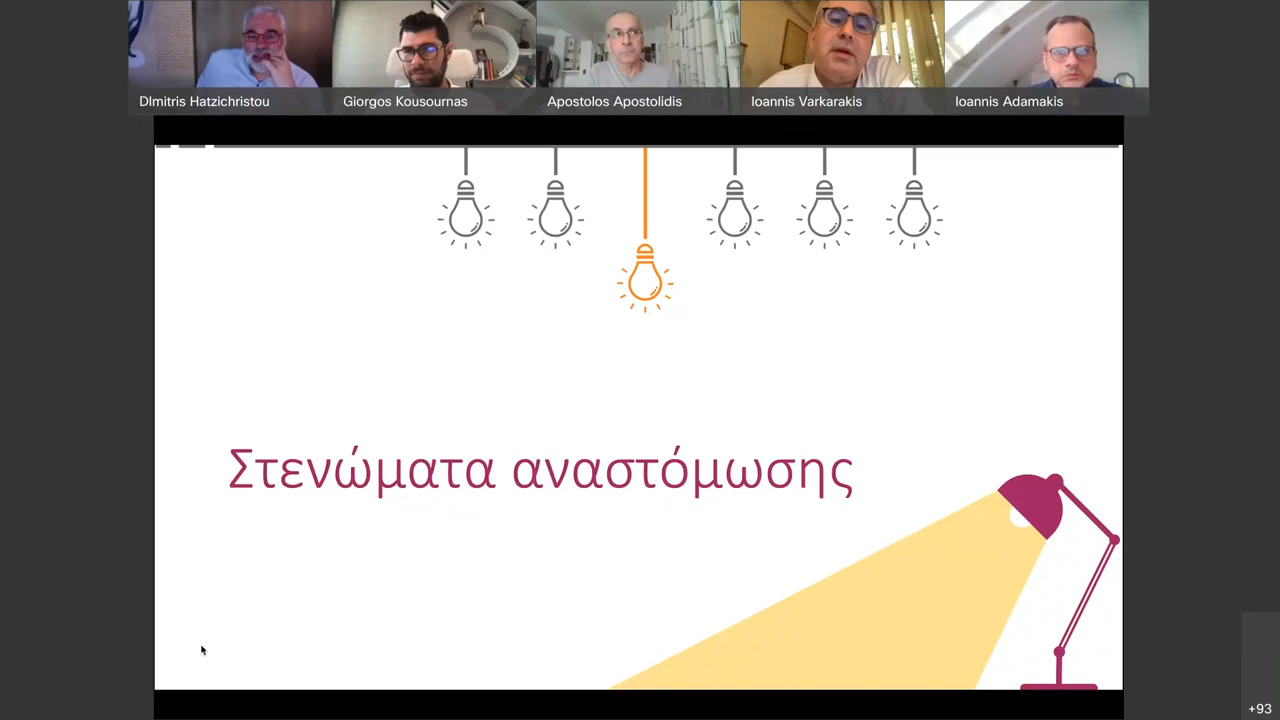 DImitris Hatzichristou
Giorgos Kousournas
Apostolos Apostolidis
Ioannis Varkarakis
Ioannis Adamakis
Στενώματα αναστόμωσης
+93